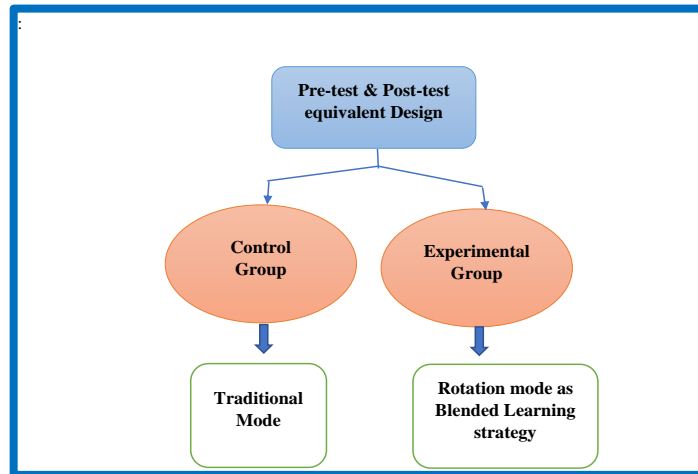 :
Pre-test & Post-test
equivalent Design
Control
Group
Experimental
Group
Traditional
Mode
Rotation mode as
Blended Learning
strategy